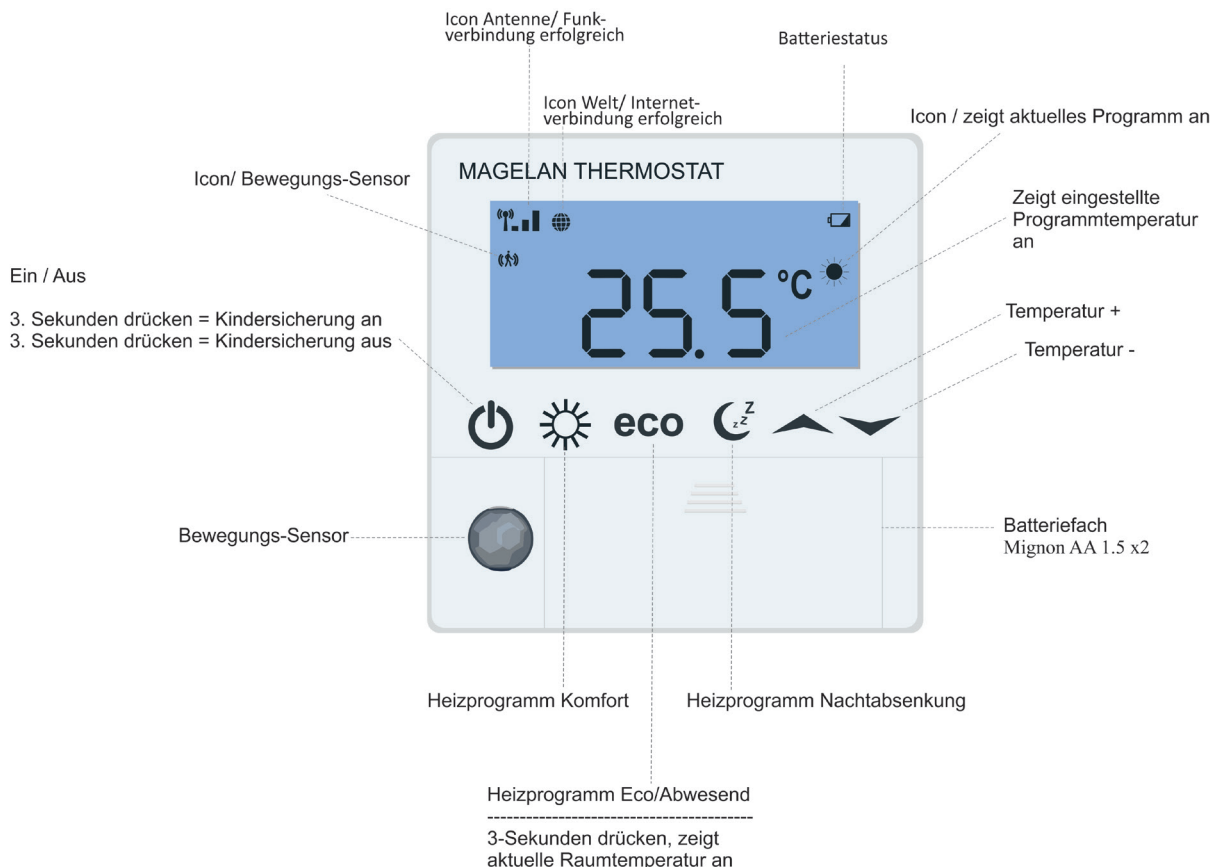 Icon Antenne/ Funk-
verbindung erfolgreich
Batteriestatus
Icon Welt/ Internet-
verbindung erfolgreich
Icon / zeigt aktuelles Programm an
MAGELAN THERMOSTAT
Icon/ Bewegungs-Sensor
Zeigt eingestellte
Programmtemperatur
an
25.5 °C
Ein / Aus
3. Sekunden drücken = Kindersicherung an
3. Sekunden drücken = Kindersicherung aus
Temperatur +
Temperatur -
eco
z z Z
Bewegungs-Sensor
Batteriefach
Mignon AA 1.5 x2
Heizprogramm Komfort
Heizprogramm Nachtabsenkung
Heizprogramm Eco/Abwesend
-----------------------------------------
3-Sekunden drücken, zeigt
aktuelle Raumtemperatur an